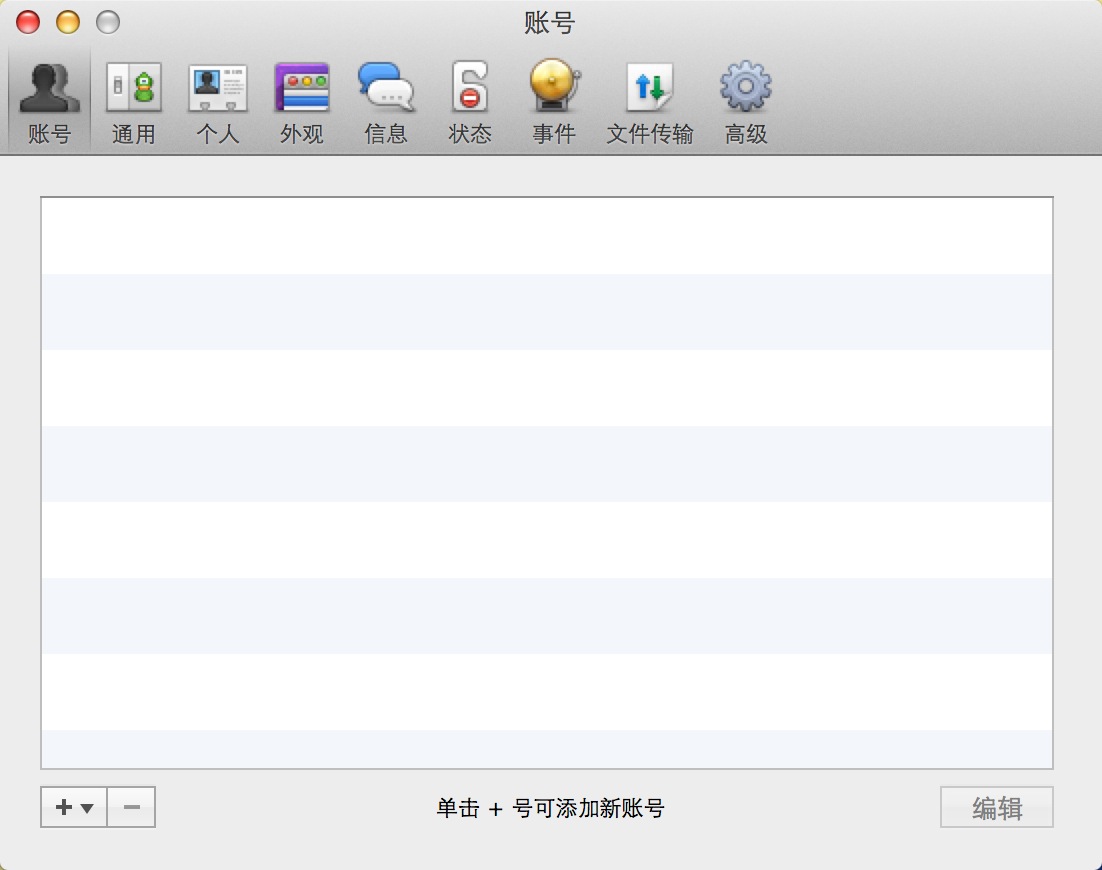 账号
账号 通用 个人 外观 信息 状态 事件 文件传输 高级
单击 + 号可添加新账号 编辑